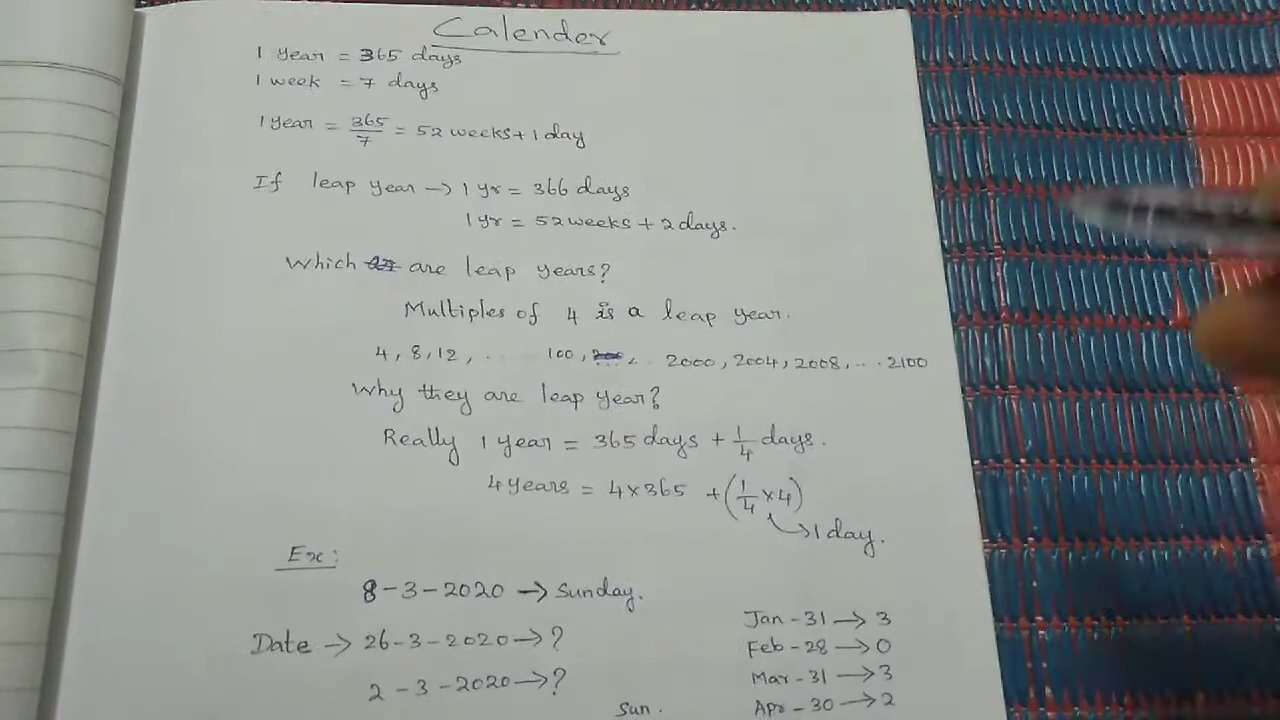 Calender
1 Year = 365 days
1 week = 7 days
1 year = 365/7 = 52 weeks + 1 day
If leap year → 1 yr = 366 days
1 yr = 52 weeks + 2 days.
Which are leap years?
Multiples of 4 is a leap year.
4, 8, 12, . 100, , . 2000, 2004, 2008, ... 2100
Why they are leap year?
Really 1 year = 365 days + 1/4 days.
4 years = 4 × 365 + (1/4 × 4)
→ 1 day.
Ex:
8 - 3 - 2020 → Sunday.
Date → 26 - 3 - 2020 → ?
2 - 3 - 2020 → ?
Sun.
Jan - 31 → 3
Feb - 28 → 0
Mar - 31 → 3
Apr - 30 → 2